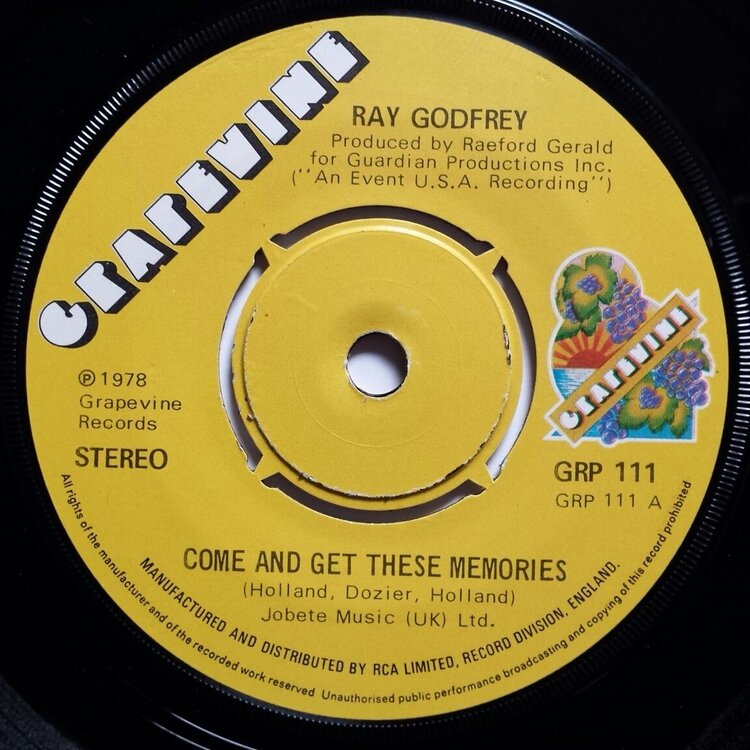 GRAPEVINE
RAY GODFREY
Produced by Raeford Gerald
for Guardian Productions Inc.
(''An Event U.S.A. Recording'')
GRAPEVINE
℗ 1978
Grapevine
Records
STEREO
GRP 111
GRP 111 A
COME AND GET THESE MEMORIES
(Holland, Dozier, Holland)
Jobete Music (UK) Ltd.
MANUFACTURED AND DISTRIBUTED BY RCA LIMITED, RECORD DIVISION, ENGLAND.
All rights of the manufacturer and of the recorded work reserved Unauthorised public performance broadcasting and copying of this record prohibited